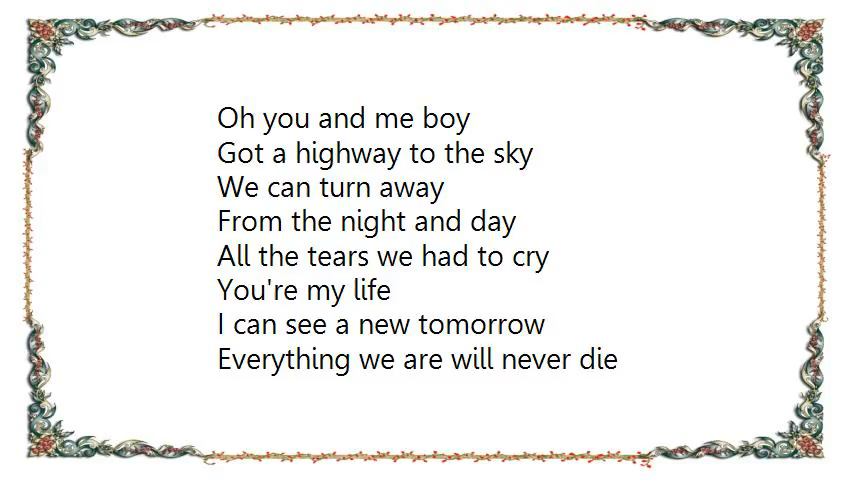 Oh you and me boy
Got a highway to the sky
We can turn away
From the night and day
All the tears we had to cry
You're my life
I can see a new tomorrow
Everything we are will never die